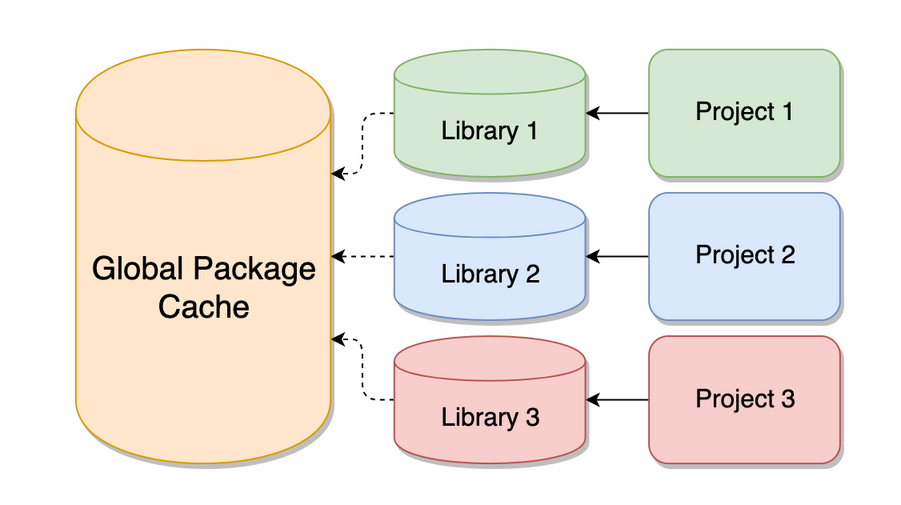 Global Package
Cache
Library 1
Project 1
Library 2
Project 2
Library 3
Project 3